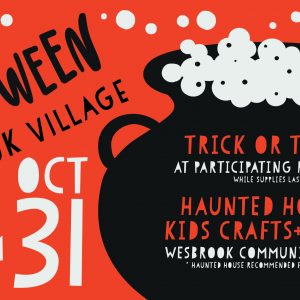 WEEN
K VILLAGE
OCT
31
TRICK OR T
AT PARTICIPATING
WHILE SUPPLIES LAS
HAUNTED HO
KIDS CRAFTS+
WESBROOK COMMUNI
* HAUNTED HOUSE RECOMMENDED F